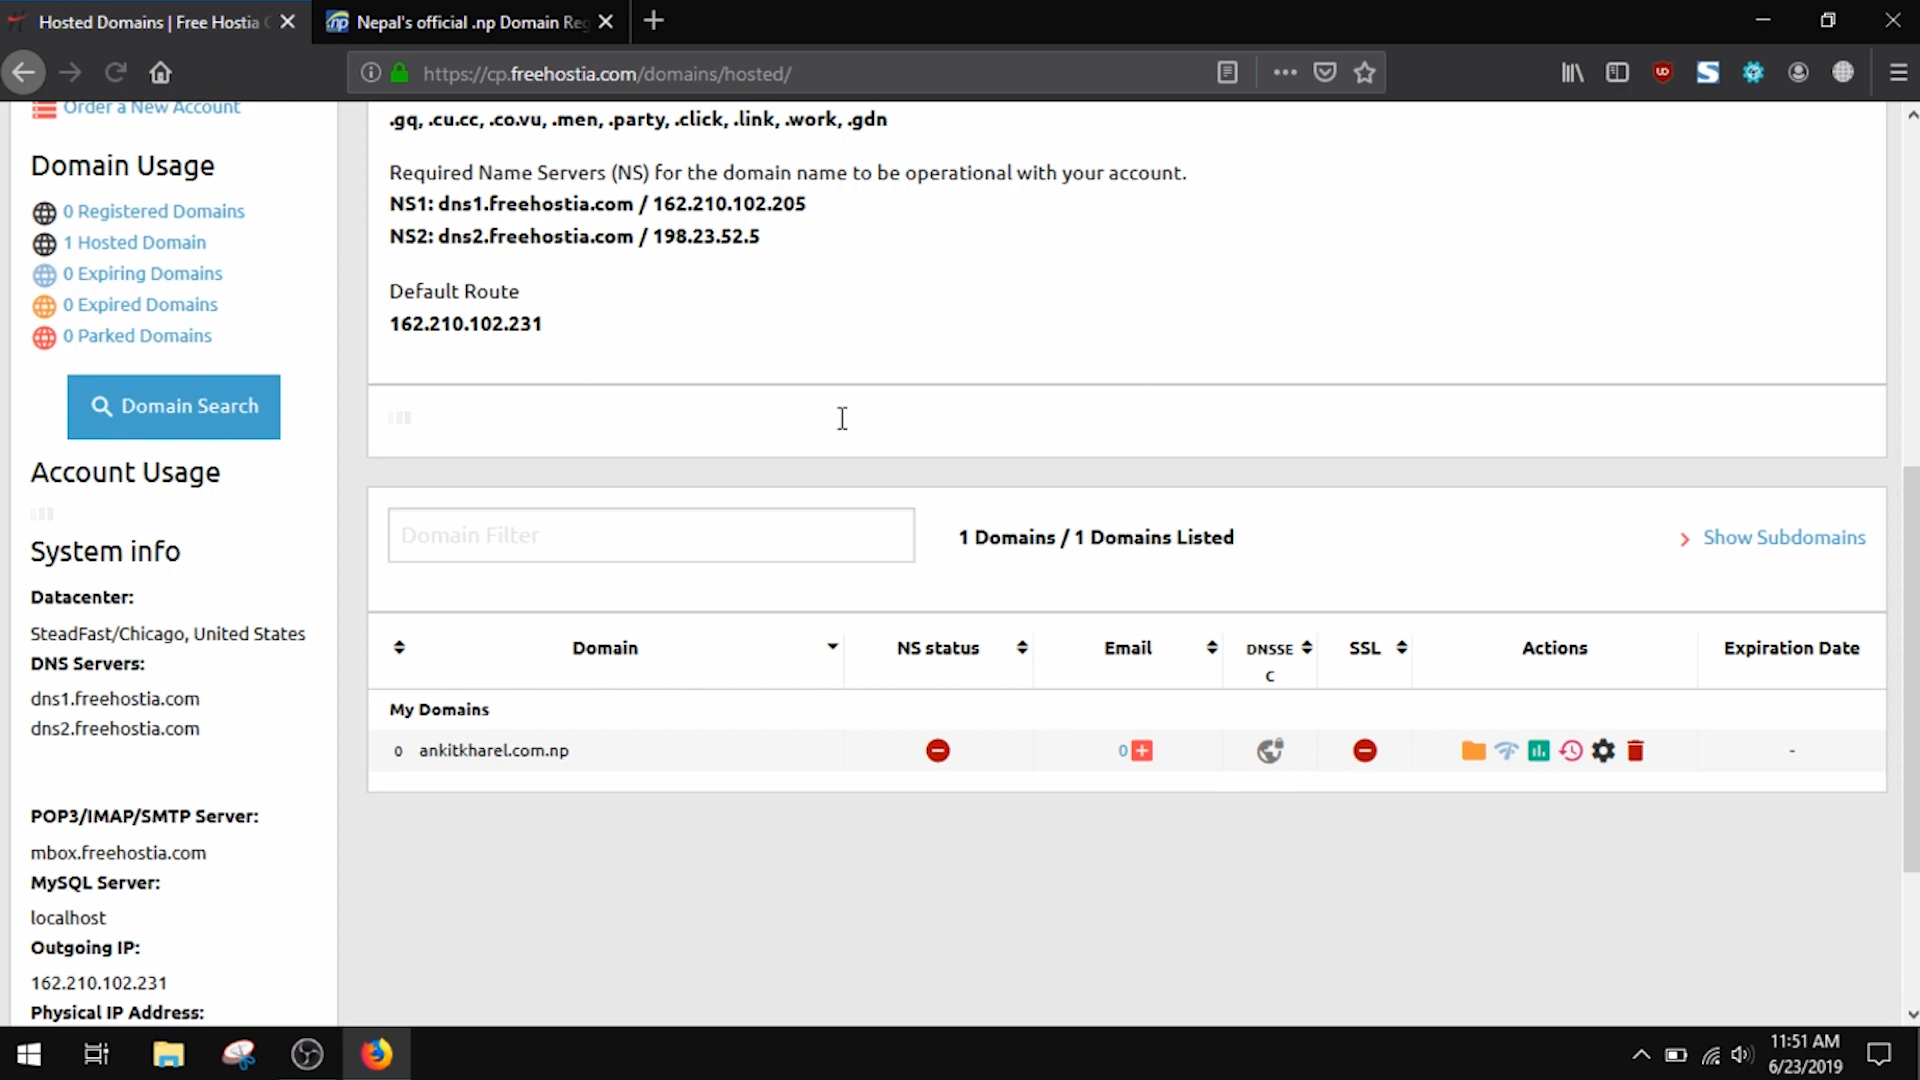 Hosted Domains | Free Hostia
Nepal's official .np Domain Reg
https://cp.freehostia.com/domains/hosted/
Order a New Account
Domain Usage
0 Registered Domains
1 Hosted Domain
0 Expiring Domains
0 Expired Domains
0 Parked Domains
Domain Search
Account Usage
System info
Datacenter:
SteadFast/Chicago, United States
DNS Servers:
dns1.freehostia.com
dns2.freehostia.com
POP3/IMAP/SMTP Server:
mbox.freehostia.com
MySQL Server:
localhost
Outgoing IP:
162.210.102.231
Physical IP Address:
.gq, .cu.cc, .co.vu, .men, .party, .click, .link, .work, .gdn
Required Name Servers (NS) for the domain name to be operational with your account.
NS1: dns1.freehostia.com / 162.210.102.205
NS2: dns2.freehostia.com / 198.23.52.5
Default Route
162.210.102.231
Domain Filter
1 Domains / 1 Domains Listed
Show Subdomains
Domain NS status Email DNSSE SSL Actions Expiration Date
C
My Domains
0 ankitkharel.com.np 0 -
11:51 AM
6/23/2019